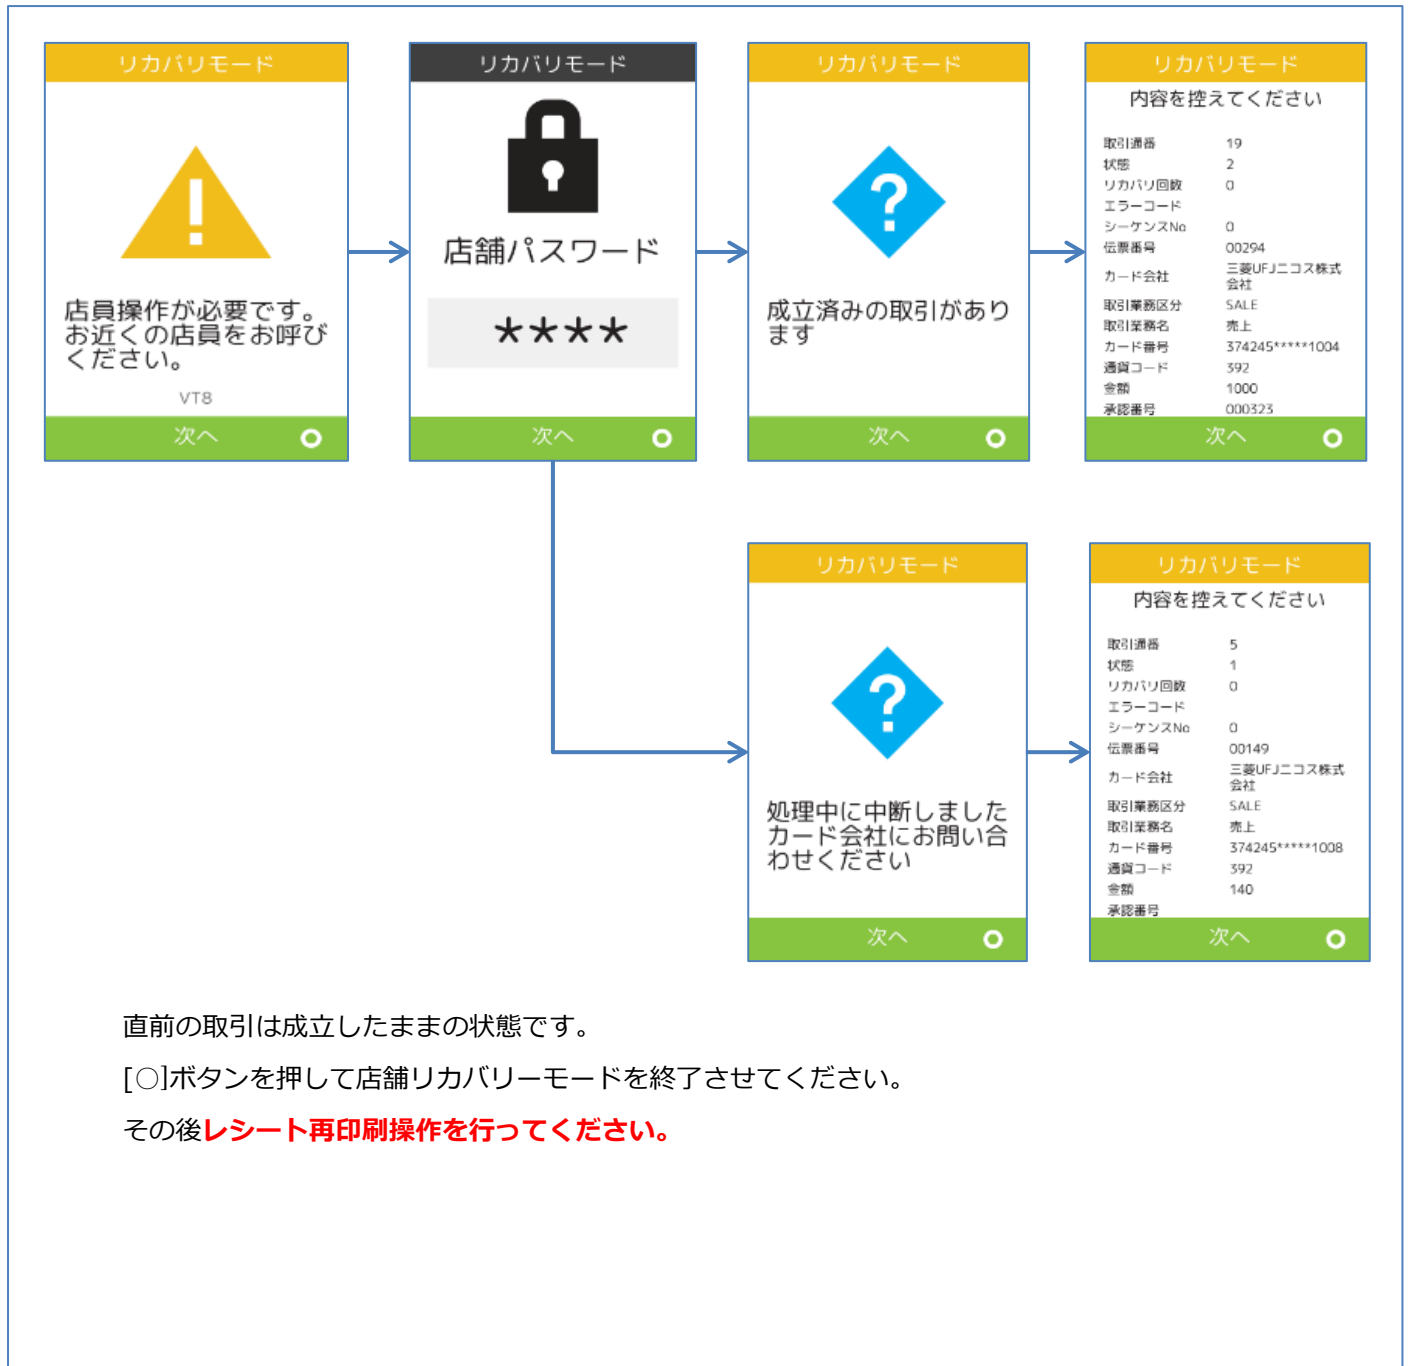 リカバリモード
店員操作が必要です。
お近くの店員をお呼び
ください。
VT8
次へ
リカバリモード
店舗パスワード
****
次へ
リカバリモード
?
成立済みの取引があり
ます
次へ
リカバリモード
内容を控えてください
取引通番 19
状態 2
リカバリ回数 0
エラーコード
シーケンスNo 0
伝票番号 00294
カード会社 三菱UFJニコス株式
会社
取引業務区分 SALE
取引業務名 売上
カード番号 374245*****1004
通貨コード 392
金額 1000
承認番号 000323
次へ
リカバリモード
?
処理中に中断しました
カード会社にお問い合
わせください
次へ
リカバリモード
内容を控えてください
取引通番 5
状態 1
リカバリ回数 0
エラーコード
シーケンスNo 0
伝票番号 00149
カード会社 三菱UFJニコス株式
会社
取引業務区分 SALE
取引業務名 売上
カード番号 374245*****1008
通貨コード 392
金額 140
承認番号
次へ
直前の取引は成立したままの状態です。
[○]ボタンを押して店舗リカバリーモードを終了させてください。
その後レシート再印刷操作を行ってください。